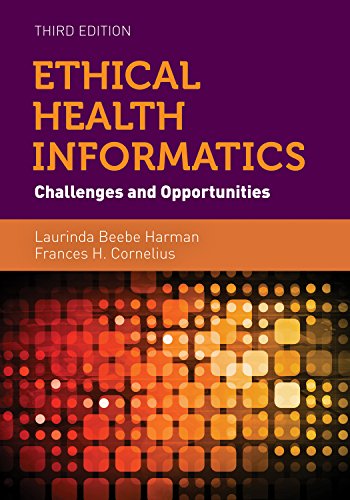 THIRD EDITION
ETHICAL
HEALTH
INFORMATICS
Challenges and Opportunities
Laurinda Beebe Harman
Frances H. Cornelius